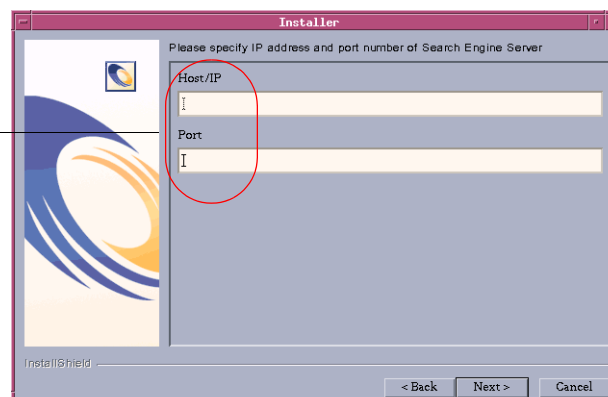 Installer
Please specify IP address and port number of Search Engine Server
Host/IP
Port
InstallShield
< Back
Next >
Cancel